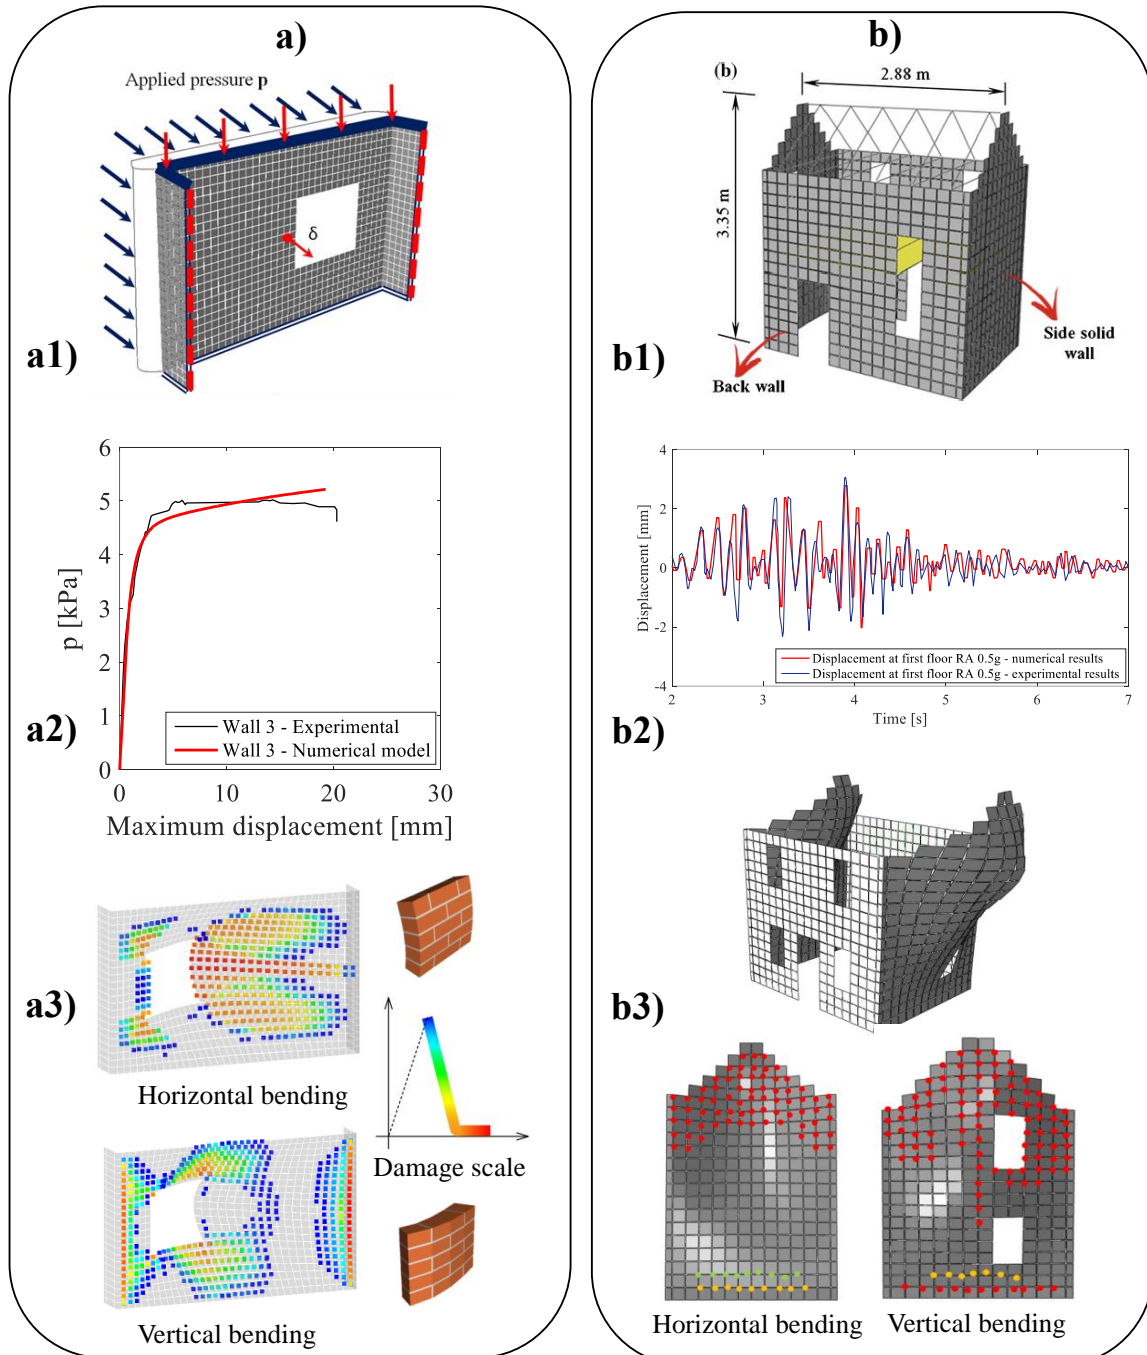 a)
Applied pressure p
δ
a1)
6
5
4
3
2
1
0
p [kPa]
Wall 3 - Experimental
Wall 3 - Numerical model
a2)
0 10 20 30
Maximum displacement [mm]
a3)
Horizontal bending
Damage scale
Vertical bending
b)
(b)
2.88 m
3.35 m
Side solid
wall
b1)
Back wall
4
2
0
-2
-4
Displacement [mm]
Displacement at first floor RA 0.5g - numerical results
Displacement at first floor RA 0.5g - experimental results
2 3 4 5 6 7
Time [s]
b2)
b3)
Horizontal bending
Vertical bending